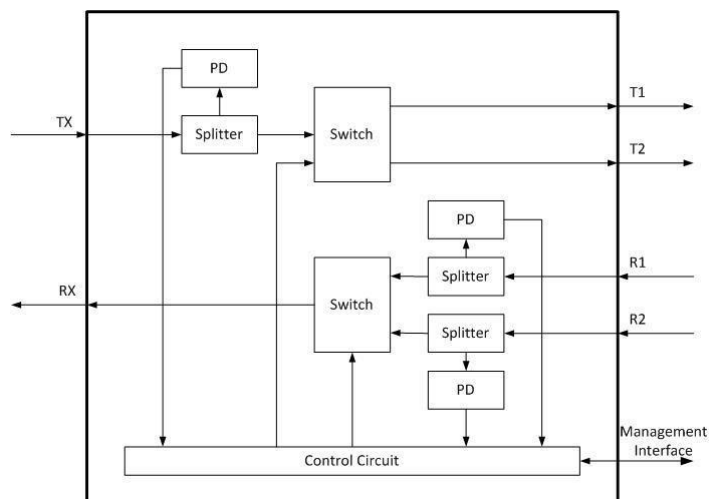 PD
T1
TX
Splitter
Switch
T2
PD
R1
Splitter
RX
Switch
R2
Splitter
PD
Management
Interface
Control Circuit